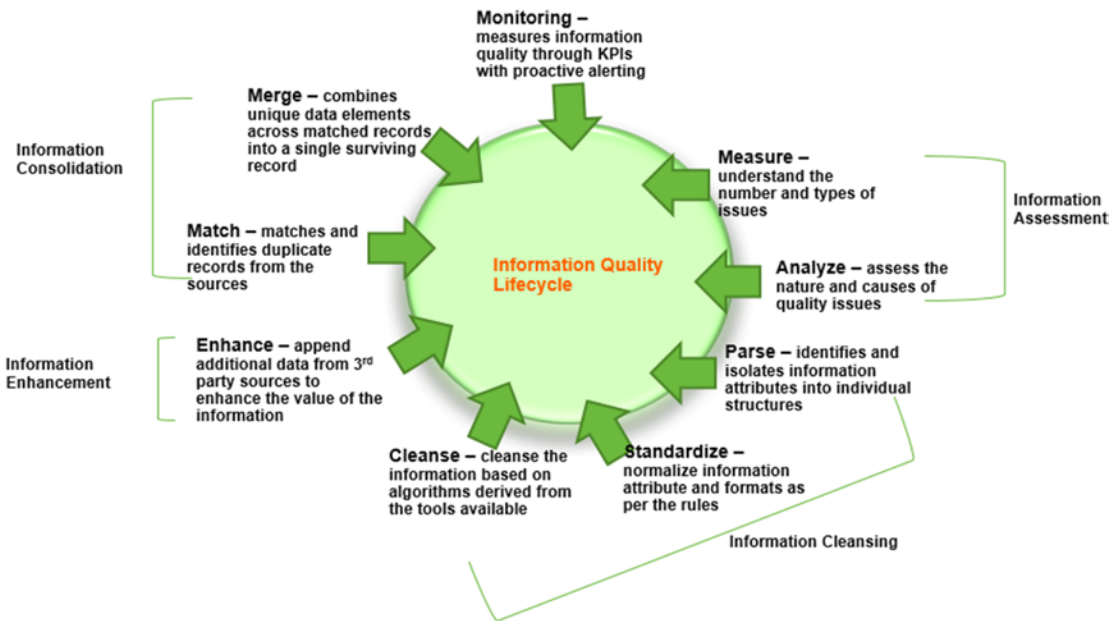 Monitoring –
measures information
quality through KPIs
with proactive alerting
Merge – combines
unique data elements
across matched records
into a single surviving
record
Information
Consolidation
Measure –
understand the
number and types of
issues
Information
Assessment:
Match – matches and
identifies duplicate
records from the
sources
Information Quality
Lifecycle
Analyze – assess the
nature and causes of
quality issues
Information
Enhancement
Enhance – append
additional data from 3rd
party sources to
enhance the value of the
information
Parse – identifies and
isolates information
attributes into individual
structures
Cleanse – cleanse the
information based on
algorithms derived from
the tools available
Standardize –
normalize information
attribute and formats as
per the rules
Information Cleansing